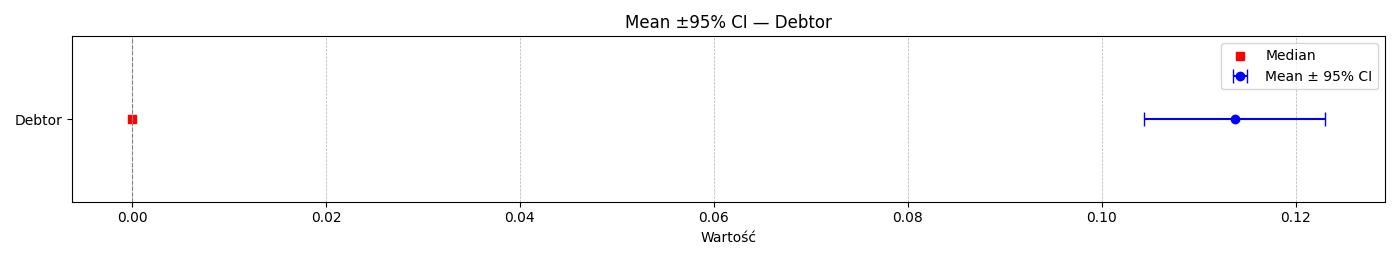 Mean ±95% CI — Debtor
Median
Mean ± 95% CI
Debtor
0.00 0.02 0.04 0.06 0.08 0.10 0.12
Wartość